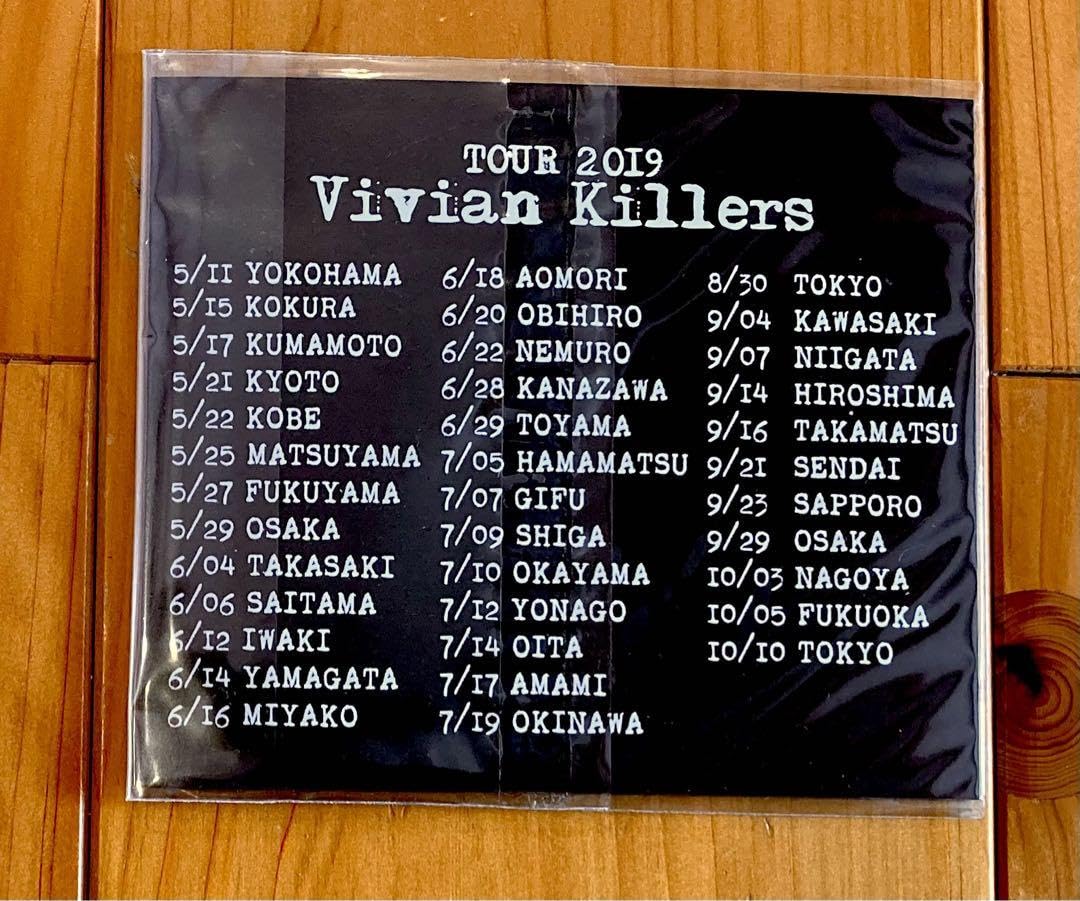 TOUR 2019
Vivian Killers
5/11 YOKOHAMA
5/15 KOKURA
5/17 KUMAMOTO
5/21 KYOTO
5/22 KOBE
5/25 MATSUYAMA
5/27 FUKUYAMA
5/29 OSAKA
6/04 TAKASAKI
6/06 SAITAMA
6/12 IWAKI
6/14 YAMAGATA
6/16 MIYAKO
6/18 AOMORI
6/20 OBIHIRO
6/22 NEMURO
6/28 KANAZAWA
6/29 TOYAMA
7/05 HAMAMATSU
7/07 GIFU
7/09 SHIGA
7/10 OKAYAMA
7/12 YONAGO
7/14 OITA
7/17 AMAMI
7/19 OKINAWA
8/30 TOKYO
9/04 KAWASAKI
9/07 NIIGATA
9/14 HIROSHIMA
9/16 TAKAMATSU
9/21 SENDAI
9/23 SAPPORO
9/29 OSAKA
10/03 NAGOYA
10/05 FUKUOKA
10/10 TOKYO